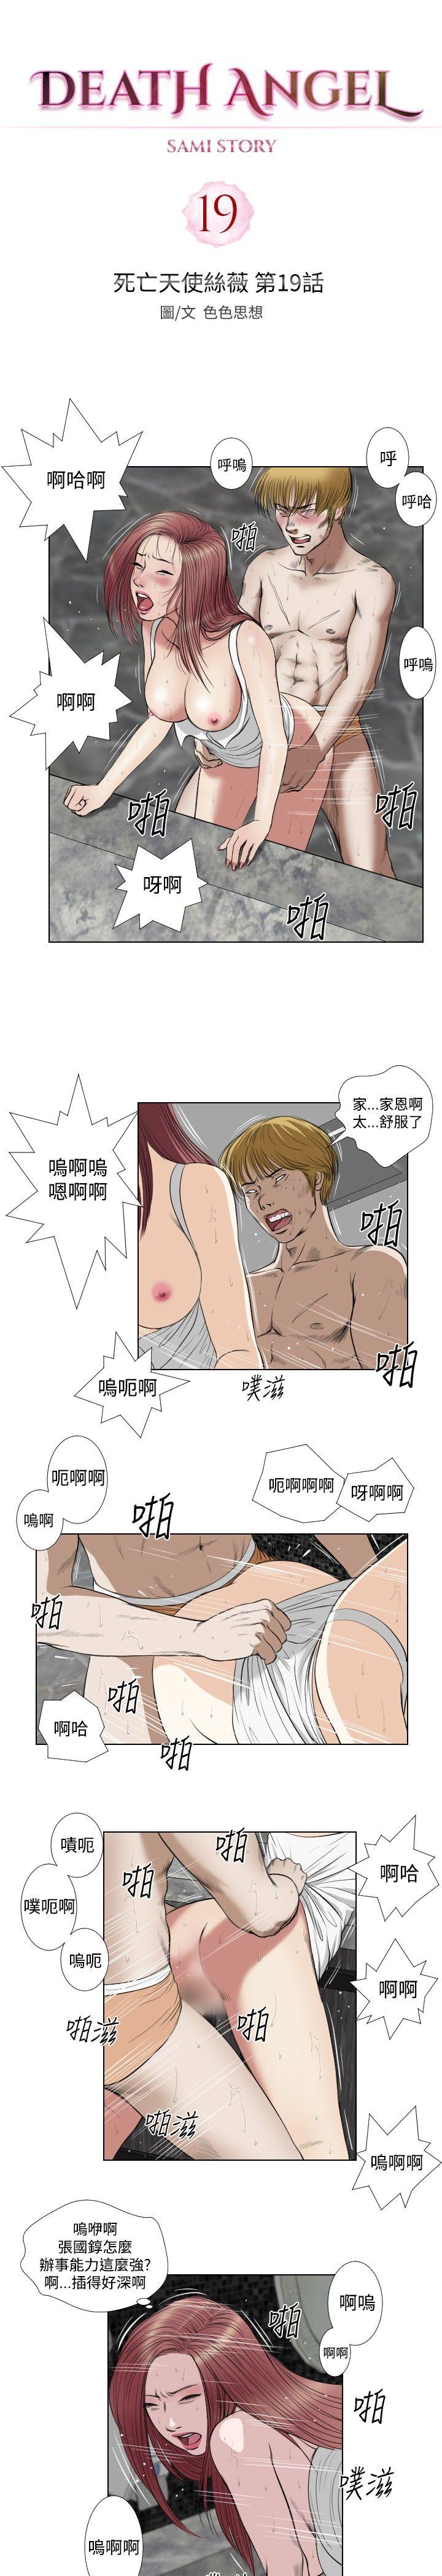 DEATH ANGEL
SAMI STORY
19
死亡天使絲薇 第19話
圖/文 色色思想
啊哈啊
呼嗚
呼
呼哈
啪
呼嗚
啊啊
啪
啪
呀啊
啪
家...家恩啊
太...舒服了
嗚啊嗚
嗯啊啊
啪
啪
嗚呃啊
噗滋
呃啊啊
嗚啊
啪
呃啊啊啊
呀啊啊
啪
啪
啊哈
啪
嘖呃
啪
啊哈
啪
噗呃啊
嗚呃
啊啊
啪滋
啪
啪滋
嗚啊啊
嗚咿啊
張國錞怎麼
辦事能力這麼強?
啊...插得好深啊
啊嗚
啪
啊啊
啪
噗滋
嗚啊啊